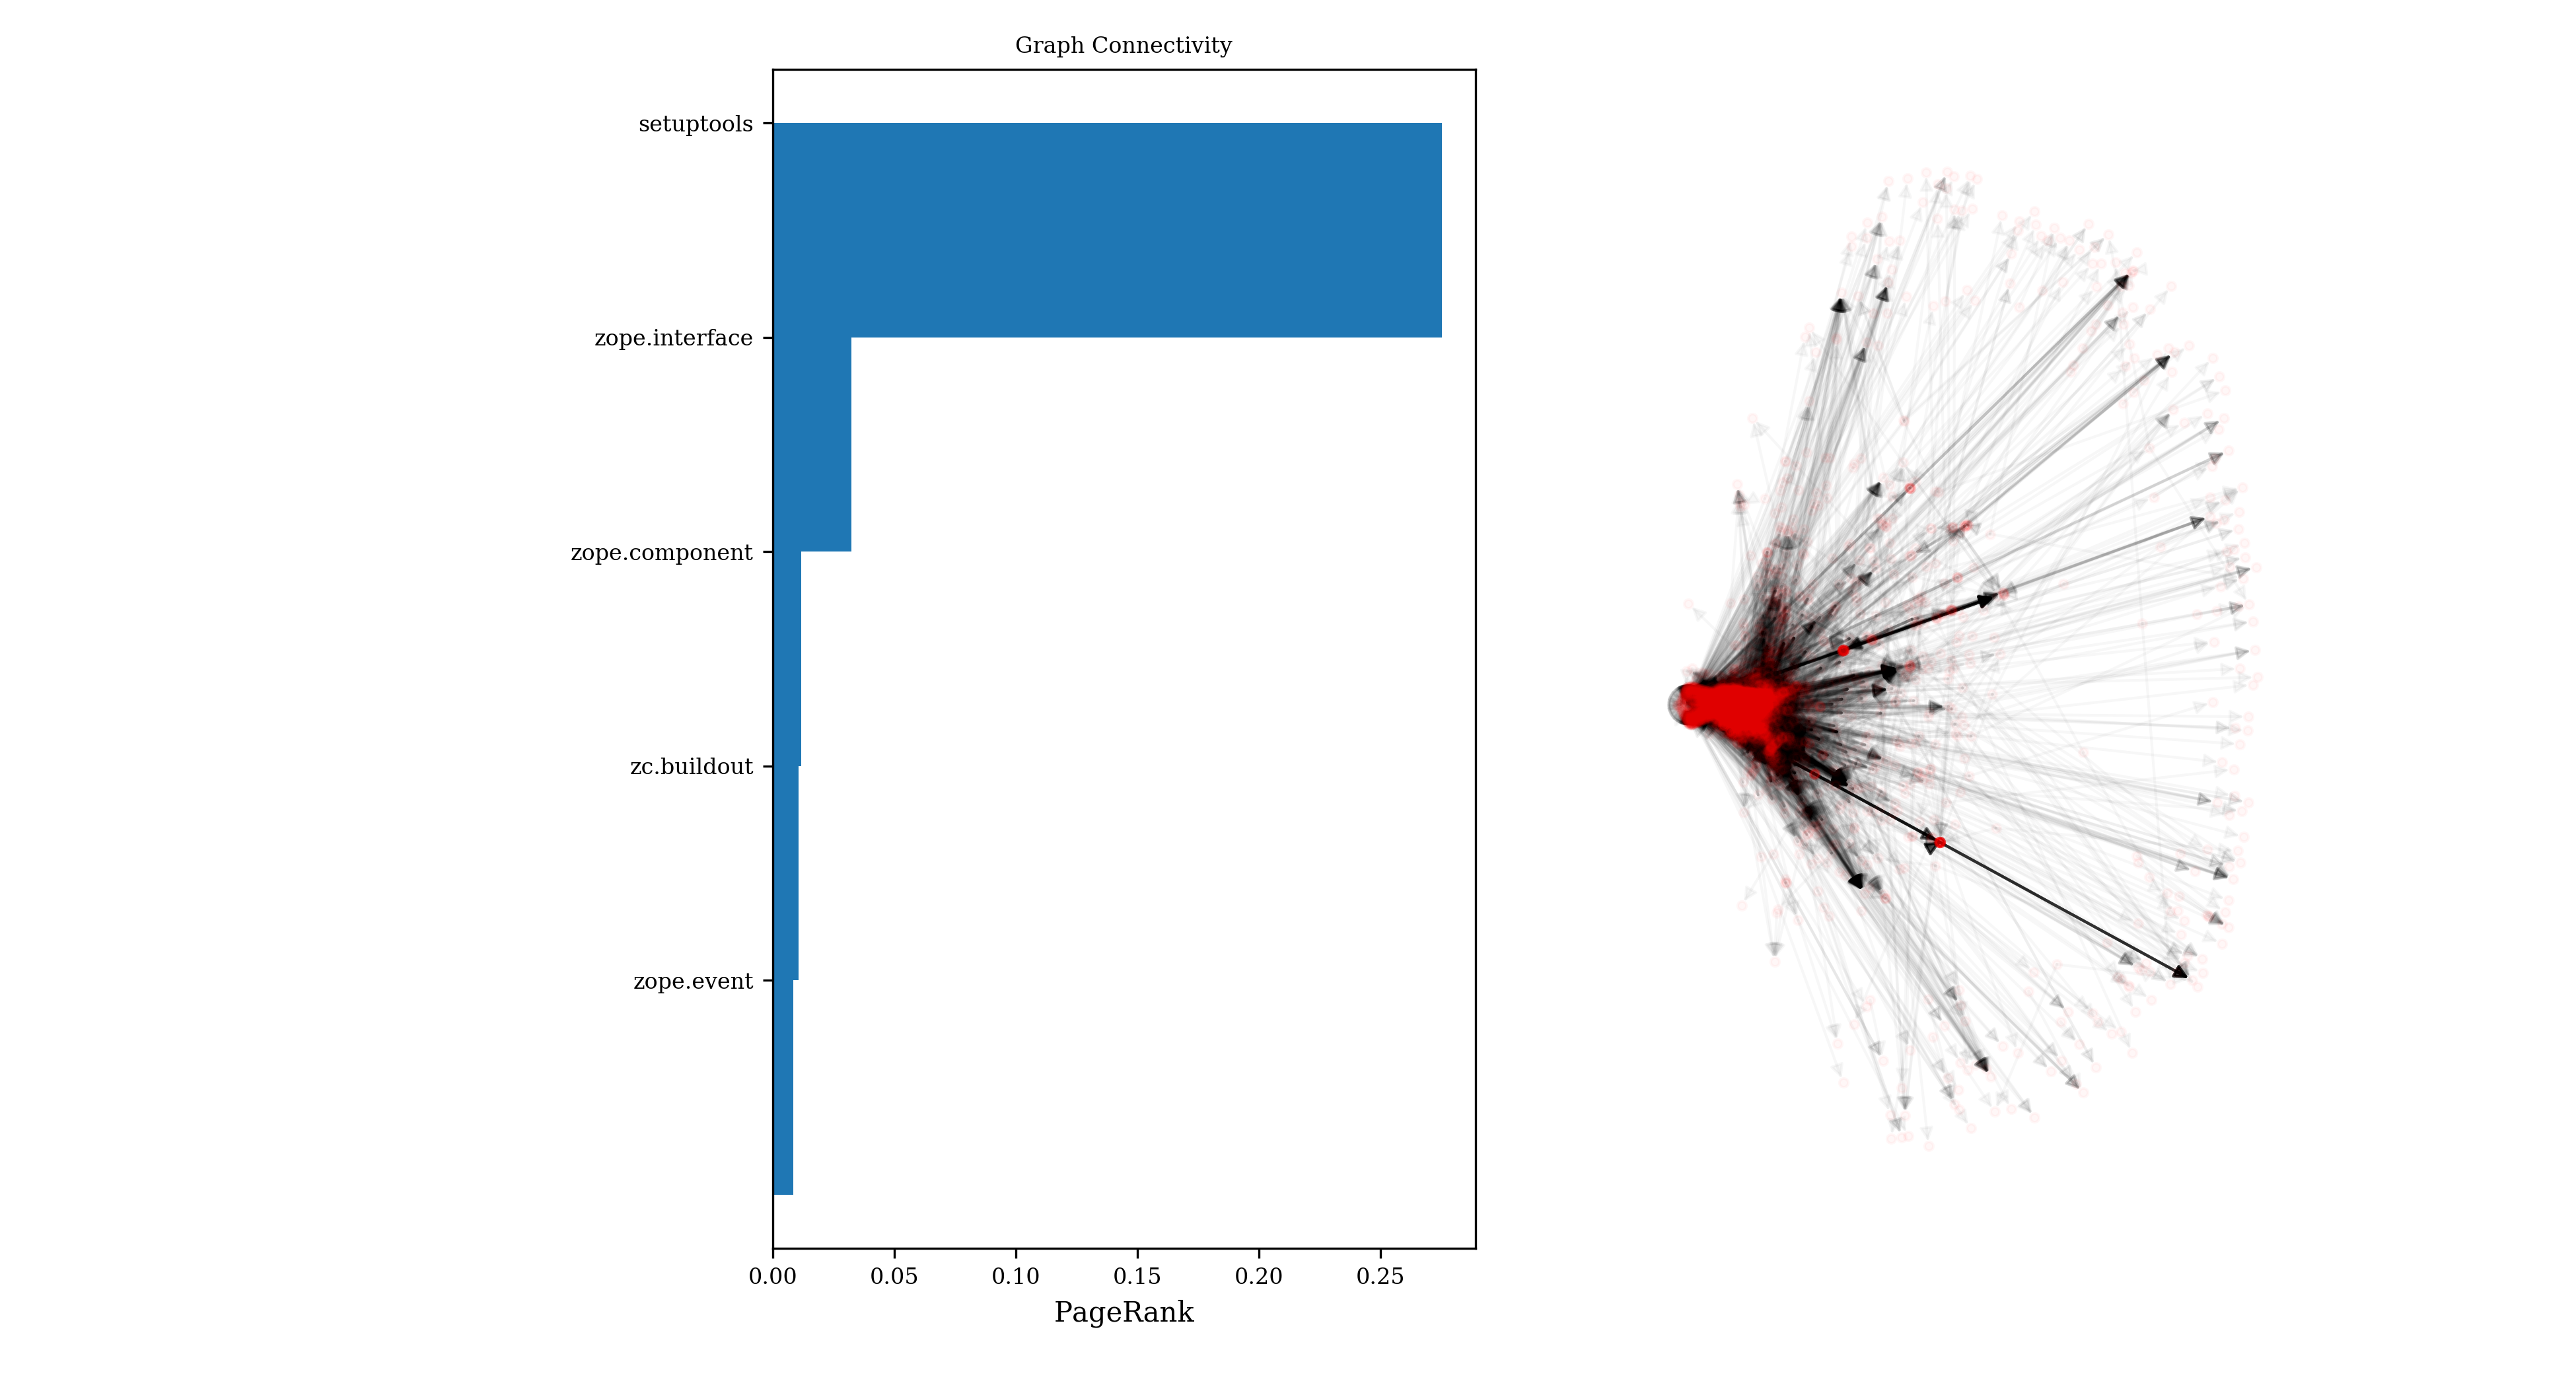 Graph Connectivity
setuptools
zope.interface
zope.component
zc.buildout
zope.event
0.00 0.05 0.10 0.15 0.20 0.25
PageRank